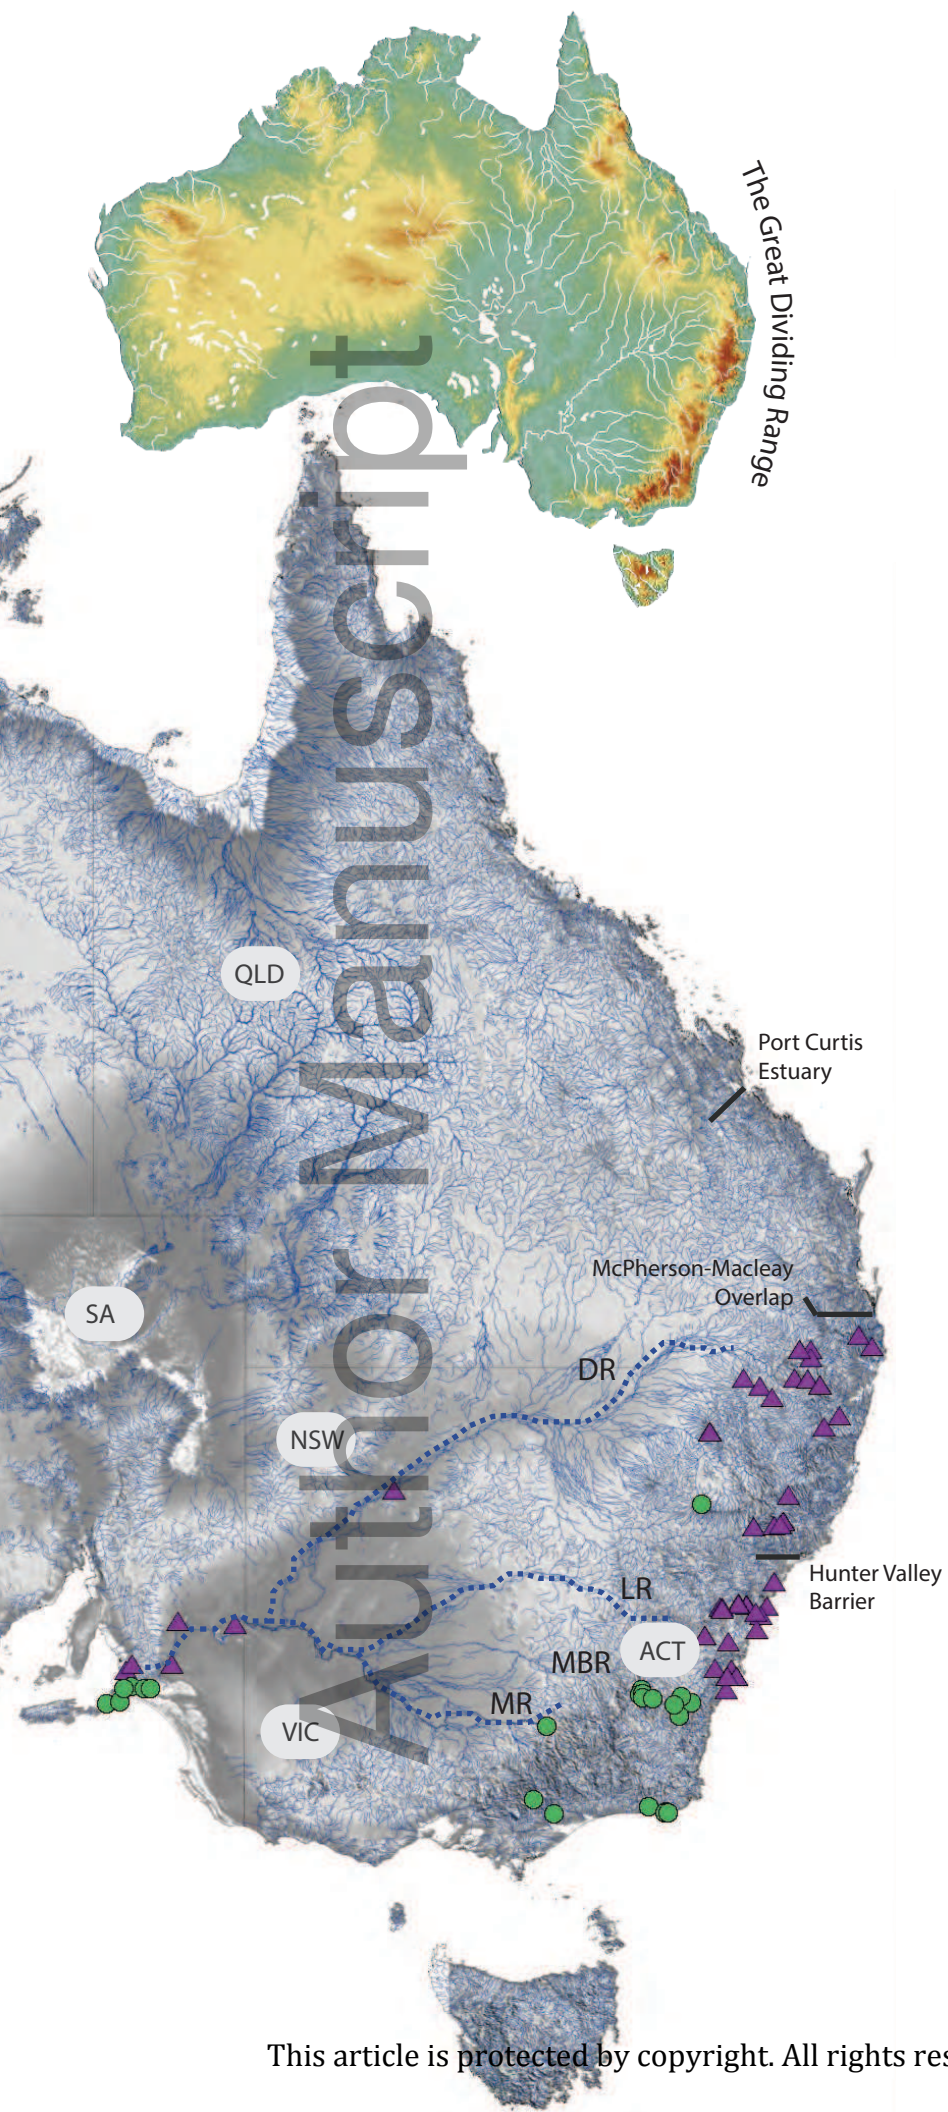 The Great Dividing Range
Author Manuscript
QLD
Port Curtis
Estuary
McPherson-Macleay
Overlap
SA
DR
NSW
Hunter Valley
Barrier
LR
ACT
MBR
MR
VIC
This article is protected by copyright. All rights res